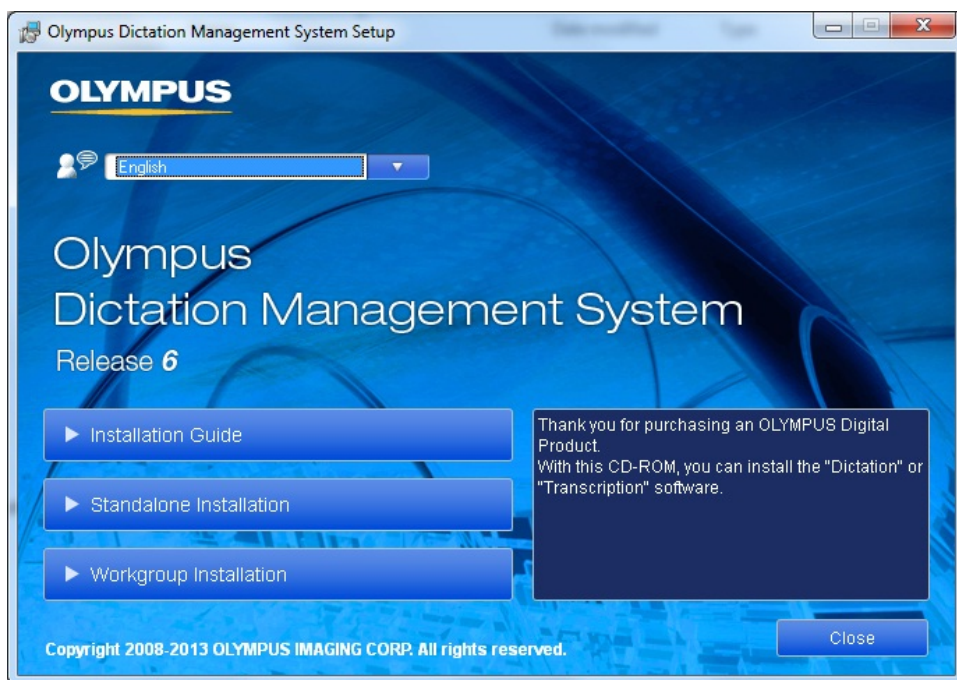 Olympus Dictation Management System Setup
OLYMPUS
English
Olympus
Dictation Management System
Release 6
Installation Guide
Standalone Installation
Workgroup Installation
Thank you for purchasing an OLYMPUS Digital
Product.
With this CD-ROM, you can install the "Dictation" or
"Transcription" software.
Close
Copyright 2008-2013 OLYMPUS IMAGING CORP. All rights reserved.